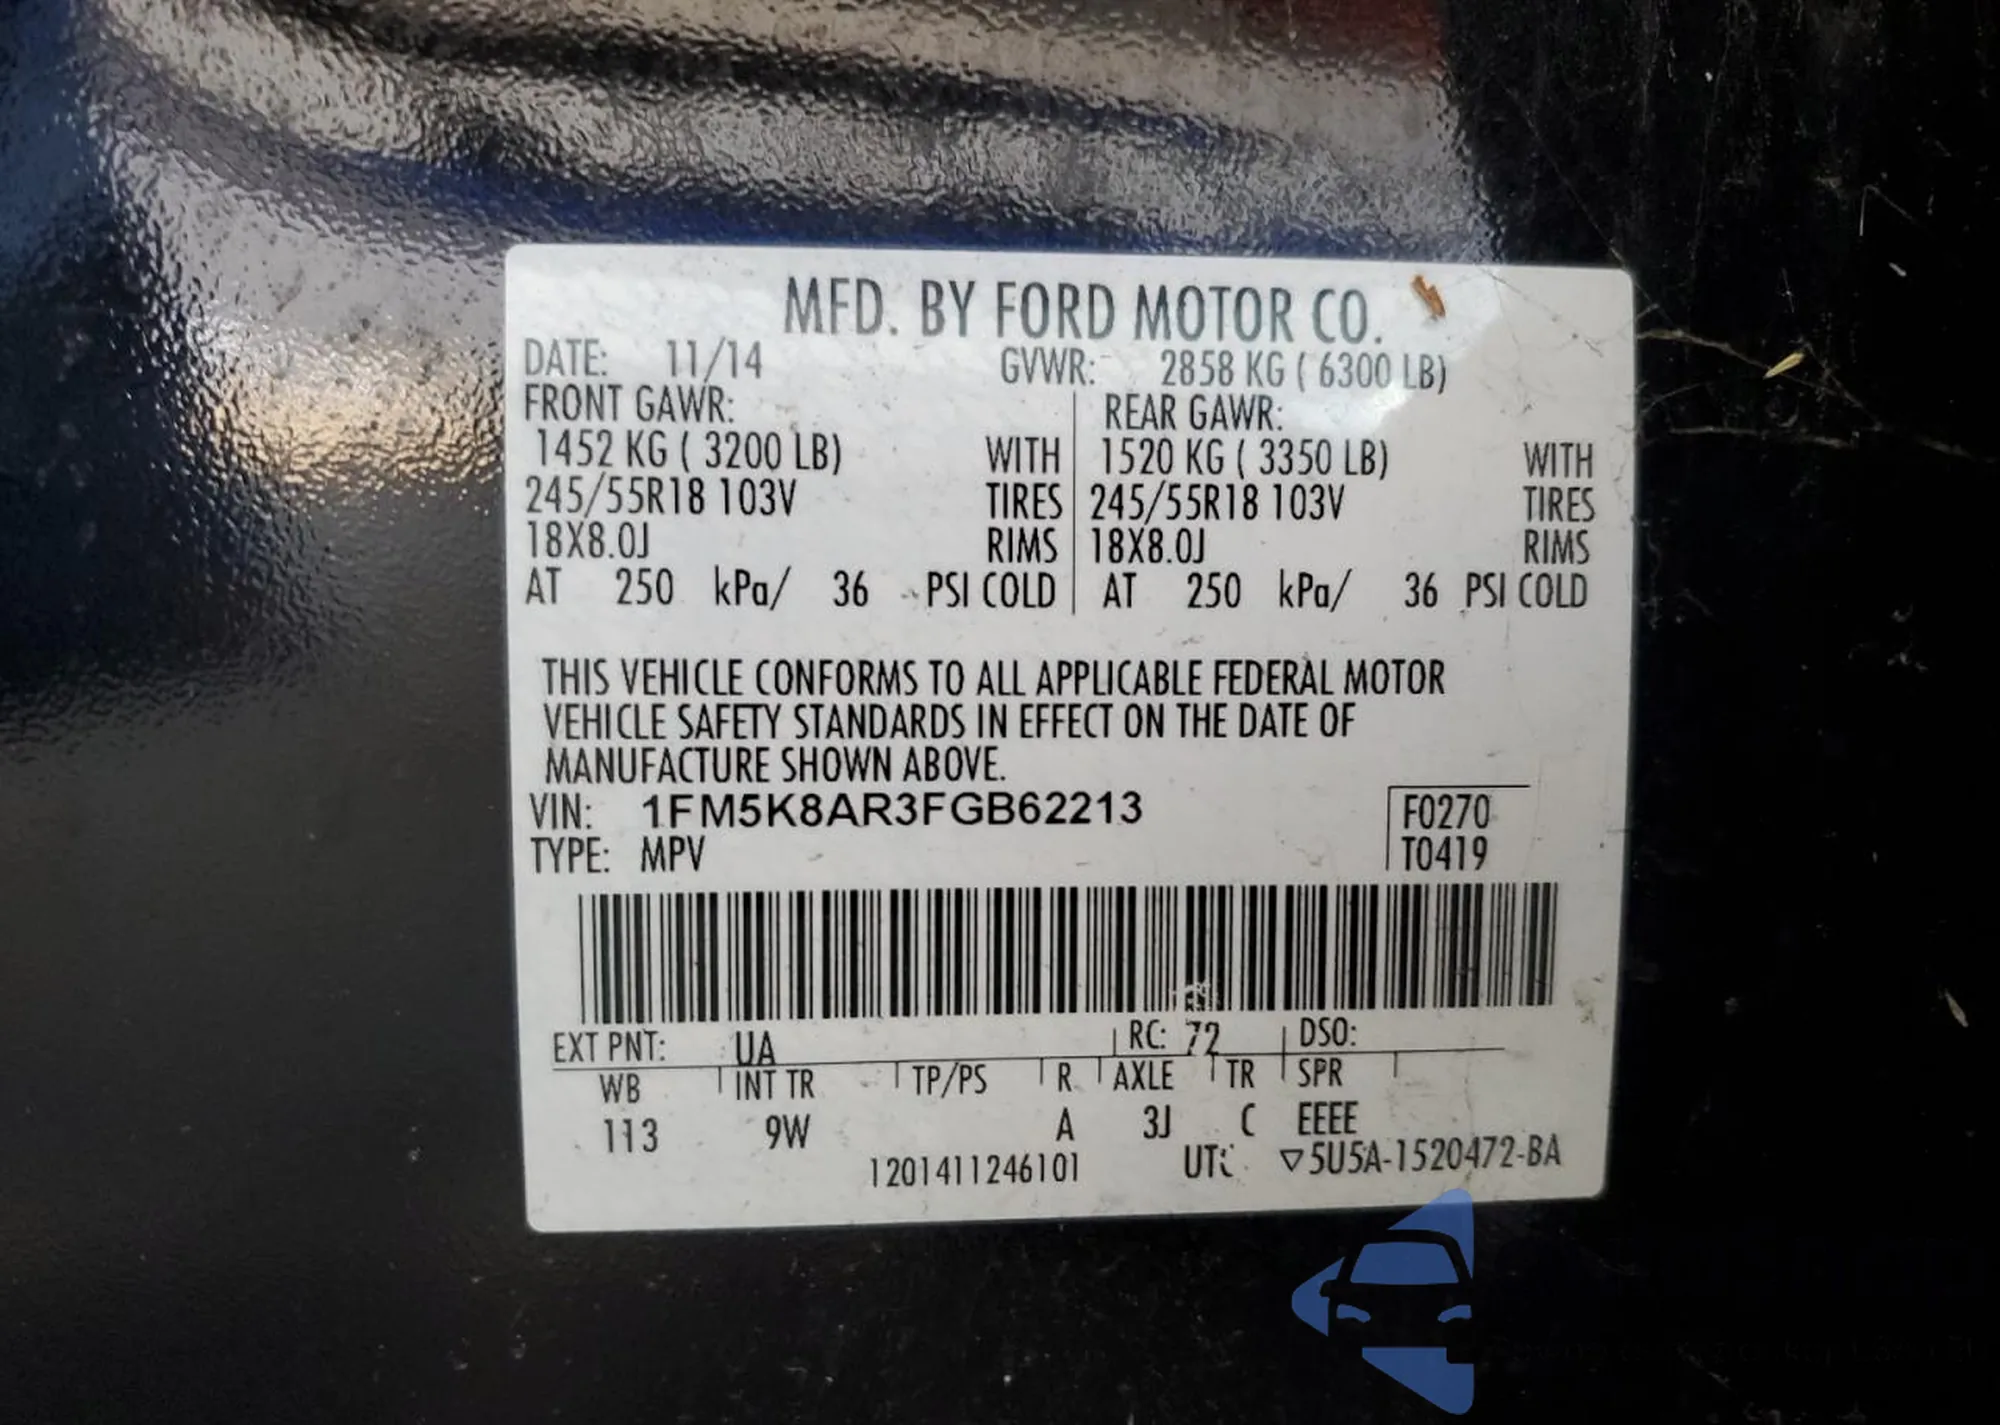 MFD. BY FORD MOTOR CO.
DATE: 11/14 GVWR: 2858 KG ( 6300 LB)
FRONT GAWR: REAR GAWR:
1452 KG ( 3200 LB) WITH 1520 KG ( 3350 LB) WITH
245/55R18 103V TIRES 245/55R18 103V TIRES
18X8.0J RIMS 18X8.0J RIMS
AT 250 kPa/ 36 PSI COLD AT 250 kPa/ 36 PSI COLD
THIS VEHICLE CONFORMS TO ALL APPLICABLE FEDERAL MOTOR
VEHICLE SAFETY STANDARDS IN EFFECT ON THE DATE OF
MANUFACTURE SHOWN ABOVE.
VIN: 1FM5K8AR3FGB62213 F0270
TYPE: MPV T0419
EXT PNT: UA RC: 72 DSO:
WB INT TR TP/PS R AXLE TR SPR
113 9W A 3J C EEEE
1201411246101 ▽5U5A-1520472-BA